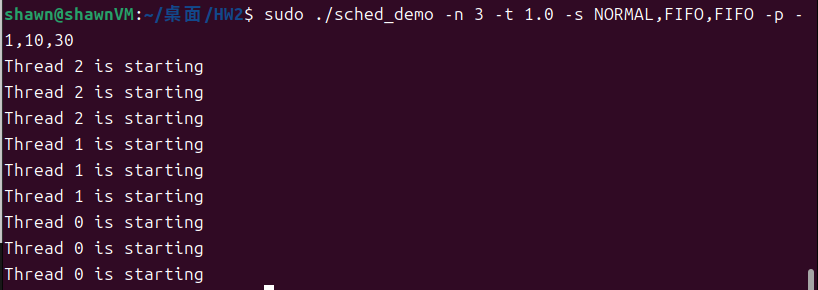 shawn@shawnVM:~/桌面/HW2$ sudo ./sched_demo -n 3 -t 1.0 -s NORMAL,FIFO,FIFO -p -
1,10,30
Thread 2 is starting
Thread 2 is starting
Thread 2 is starting
Thread 1 is starting
Thread 1 is starting
Thread 1 is starting
Thread 0 is starting
Thread 0 is starting
Thread 0 is starting